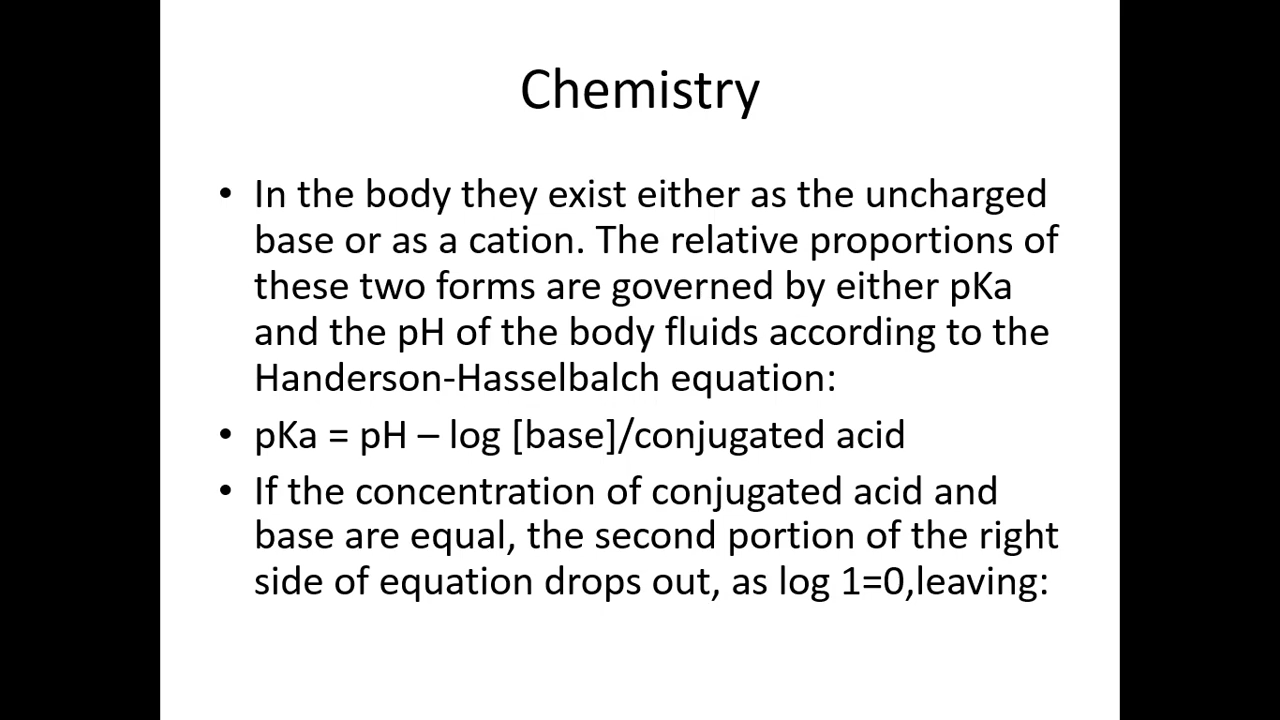 Chemistry
• In the body they exist either as the uncharged
base or as a cation. The relative proportions of
these two forms are governed by either pKa
and the pH of the body fluids according to the
Handerson-Hasselbalch equation:
• pKa = pH – log [base]/conjugated acid
• If the concentration of conjugated acid and
base are equal, the second portion of the right
side of equation drops out, as log 1=0,leaving: